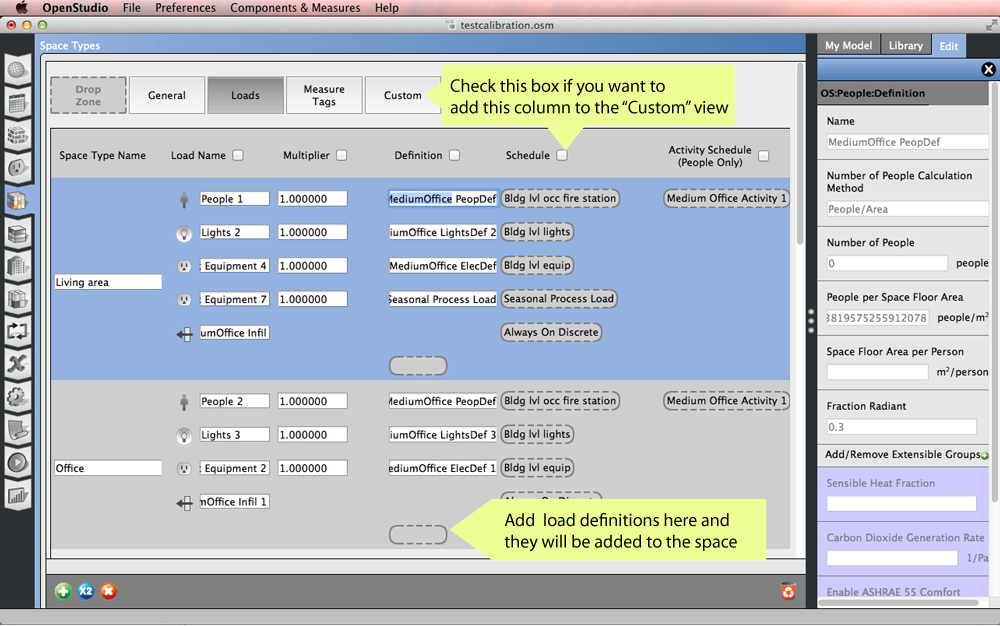 OpenStudio File Preferences Components & Measures Help
testcalibration.osm
Space Types
My Model Library Edit
Drop Zone
General
Loads
Measure Tags
Custom
Check this box if you want to
add this column to the “Custom” view
Space Type Name Load Name Multiplier Definition Schedule Activity Schedule
(People Only)
Living area
People 1 1.000000 MediumOffice PeopDef Bldg lvl occ fire station Medium Office Activity 1
Lights 2 1.000000 iumOffice LightsDef 2 Bldg lvl lights
: Equipment 4 1.000000 MediumOffice ElecDef Bldg lvl equip
: Equipment 7 1.000000 Seasonal Process Load Seasonal Process Load
umOffice Infil Always On Discrete
Office
People 2 1.000000 MediumOffice PeopDef Bldg lvl occ fire station Medium Office Activity 1
Lights 3 1.000000 iumOffice LightsDef 3 Bldg lvl lights
: Equipment 2 1.000000 ediumOffice ElecDef 1 Bldg lvl equip
mOffice Infil 1
Add load definitions here and
they will be added to the space
X2
OS:People:Definition
Name
MediumOffice PeopDef
Number of People Calculation
Method
People/Area
Number of People
0 people
People per Space Floor Area
3819575255912078 people/m²
Space Floor Area per Person
m²/person
Fraction Radiant
0.3
Add/Remove Extensible Groups
Sensible Heat Fraction
Carbon Dioxide Generation Rate
1/Pa
Enable ASHRAE 55 Comfort